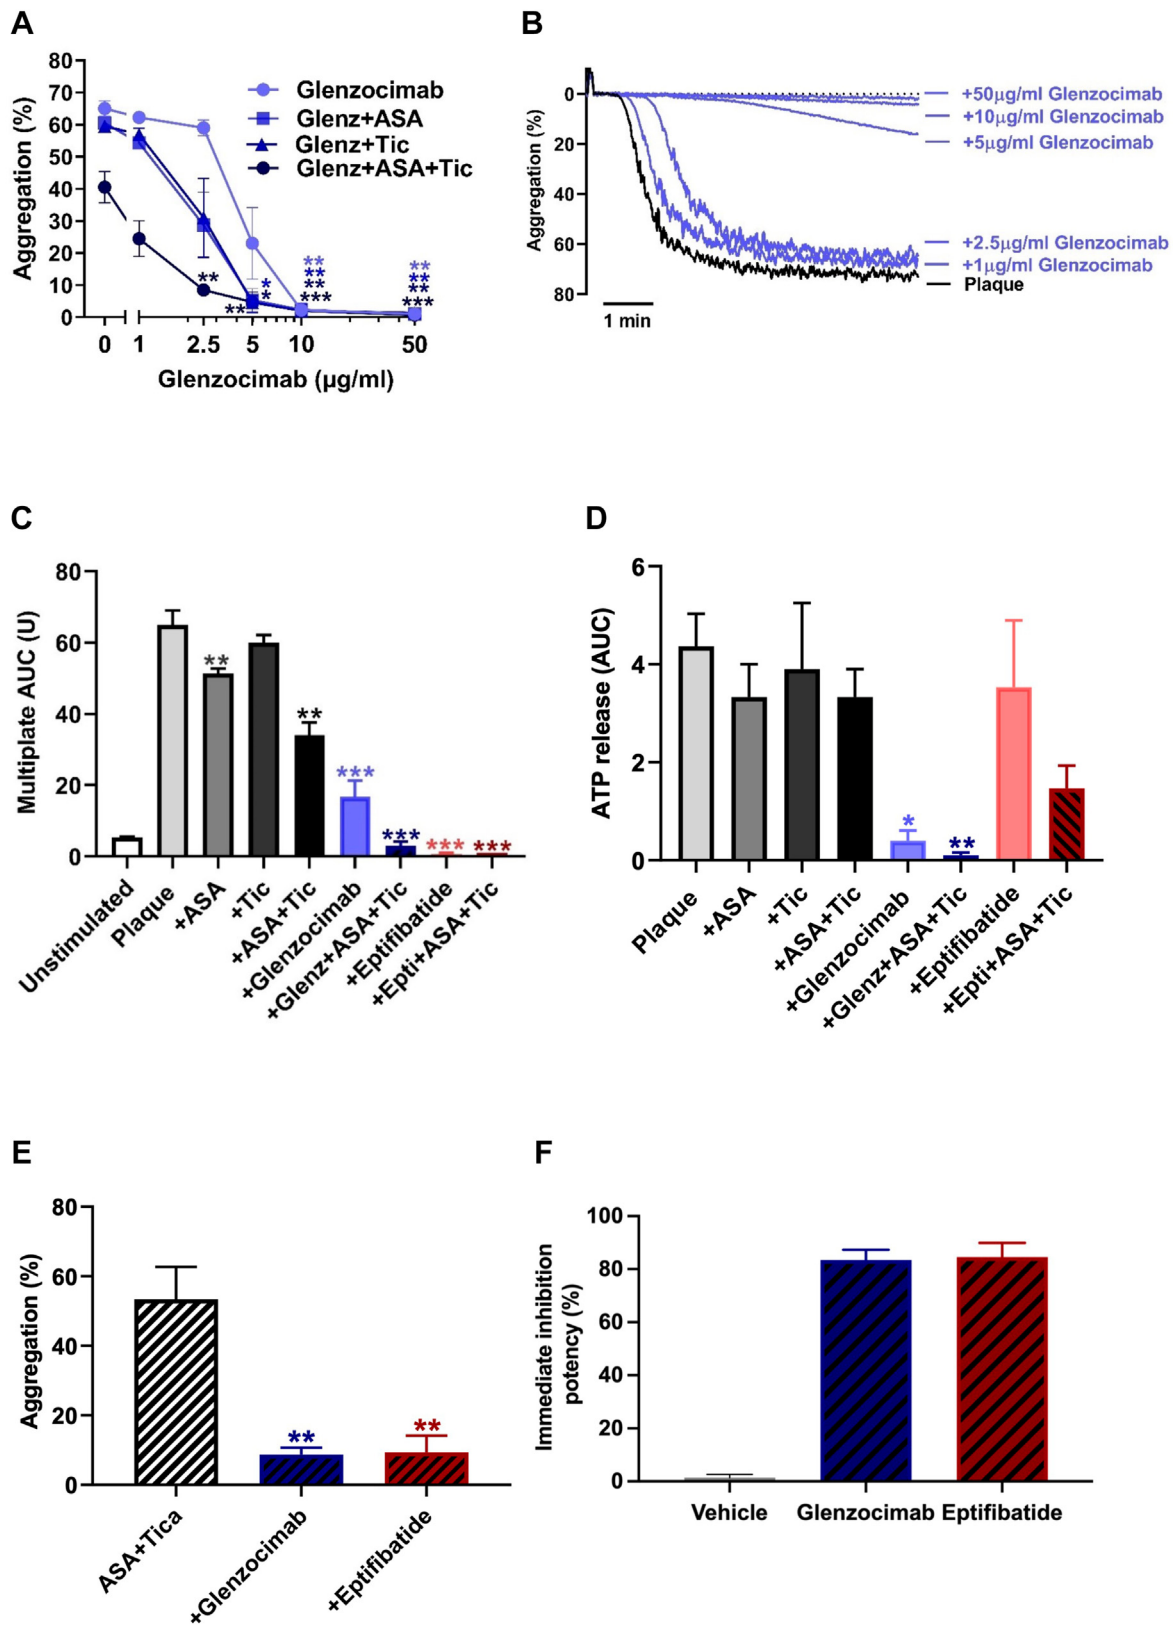 A
Aggregation (%)
80
70
60
50
40
30
20
10
0
Glenzocimab
Glenz+ASA
Glenz+Tic
Glenz+ASA+Tic
**
**
*
*
**
**
**
***
**
**
**
***
0 1 2.5 5 10 50
Glenzocimab (µg/ml)
B
Aggregation (%)
0
20
40
60
80
+50µg/ml Glenzocimab
+10µg/ml Glenzocimab
+5µg/ml Glenzocimab
+2.5µg/ml Glenzocimab
+1µg/ml Glenzocimab
Plaque
1 min
C
Multiplate AUC (U)
80
60
40
20
0
**
**
***
***
***
***
Unstimulated
Plaque
+ASA
+Tic
+ASA+Tic
+Glenzocimab
+Glenz+ASA+Tic
+Eptifibatide
+Epti+ASA+Tic
D
ATP release (AUC)
6
4
2
0
*
**
Plaque
+ASA
+Tic
+ASA+Tic
+Glenzocimab
+Glenz+ASA+Tic
+Eptifibatide
+Epti+ASA+Tic
E
Aggregation (%)
80
60
40
20
0
**
**
ASA+Tica
+Glenzocimab
+Eptifibatide
F
Immediate inhibition
potency (%)
100
80
60
40
20
0
Vehicle Glenzocimab Eptifibatide